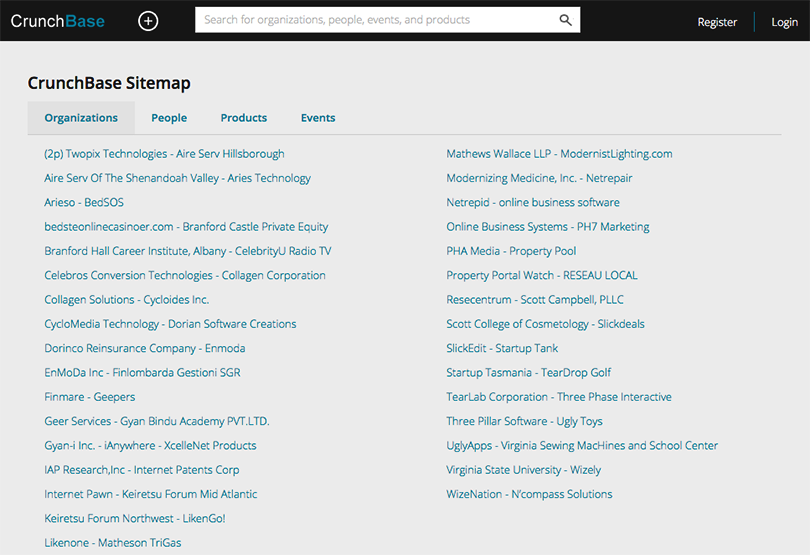 CrunchBase
Search for organizations, people, events, and products
Register
Login
CrunchBase Sitemap
Organizations
People
Products
Events
(2p) Twopix Technologies - Aire Serv Hillsborough
Aire Serv Of The Shenandoah Valley - Aries Technology
Arieso - BedSOS
bedsteonlinecasinoer.com - Branford Castle Private Equity
Branford Hall Career Institute, Albany - CelebrityU Radio TV
Celebros Conversion Technologies - Collagen Corporation
Collagen Solutions - Cycloides Inc.
CycloMedia Technology - Dorian Software Creations
Dorinco Reinsurance Company - Enmoda
EnMoDa Inc - Finlombarda Gestioni SGR
Finmare - Geepers
Geer Services - Gyan Bindu Academy PVT.LTD.
Gyan-i Inc. - iAnywhere - XcelleNet Products
IAP Research,Inc - Internet Patents Corp
Internet Pawn - Keiretsu Forum Mid Atlantic
Keiretsu Forum Northwest - LikenGo!
Likenone - Matheson TriGas
Mathews Wallace LLP - ModernistLighting.com
Modernizing Medicine, Inc. - Netrepair
Netrepid - online business software
Online Business Systems - PH7 Marketing
PHA Media - Property Pool
Property Portal Watch - RESEAU LOCAL
Resecentrum - Scott Campbell, PLLC
Scott College of Cosmetology - Slickdeals
SlickEdit - Startup Tank
Startup Tasmania - TearDrop Golf
TearLab Corporation - Three Phase Interactive
Three Pillar Software - Ugly Toys
UglyApps - Virginia Sewing MacHines and School Center
Virginia State University - Wizely
WizeNation - N'compass Solutions